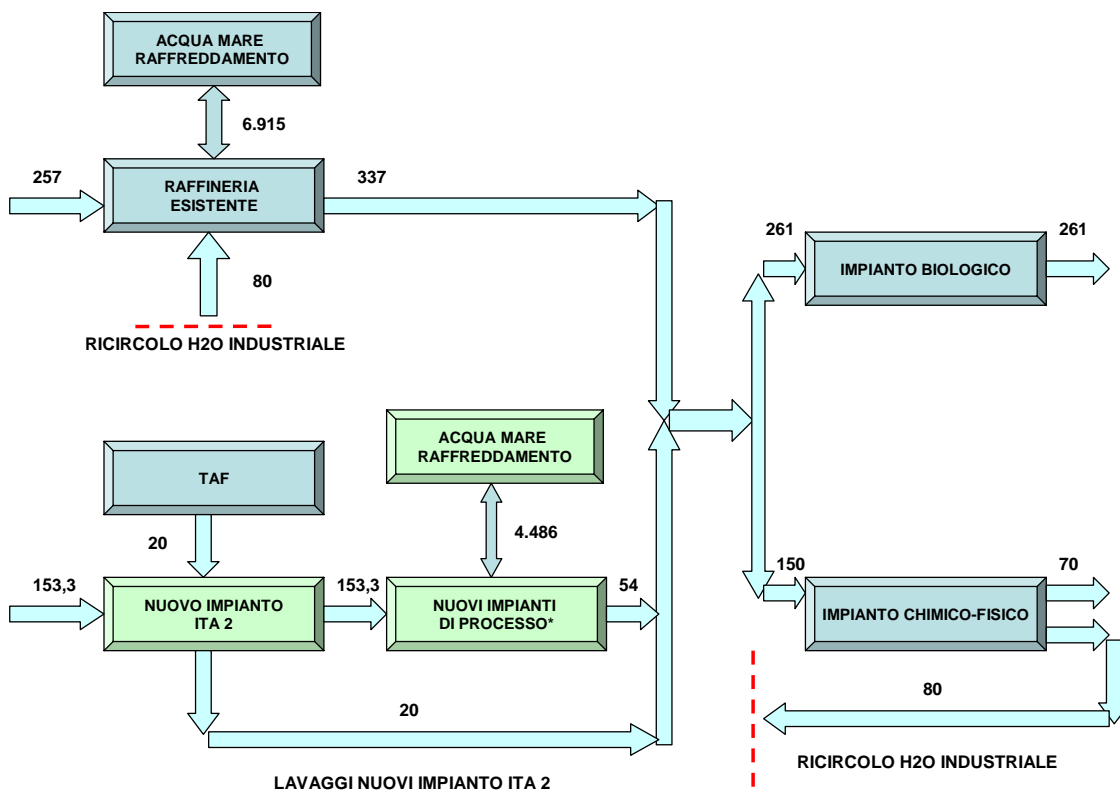 ACQUA MARE
RAFFREDDAMENTO
6.915
257
RAFFINERIA
ESISTENTE
337
80
RICIRCOLO H2O INDUSTRIALE
261
IMPIANTO BIOLOGICO
261
ACQUA MARE
RAFFREDDAMENTO
TAF
20
4.486
153,3
NUOVO IMPIANTO
ITA 2
153,3
NUOVI IMPIANTI
DI PROCESSO*
54
150
IMPIANTO CHIMICO-FISICO
70
20
80
RICIRCOLO H2O INDUSTRIALE
LAVAGGI NUOVI IMPIANTO ITA 2